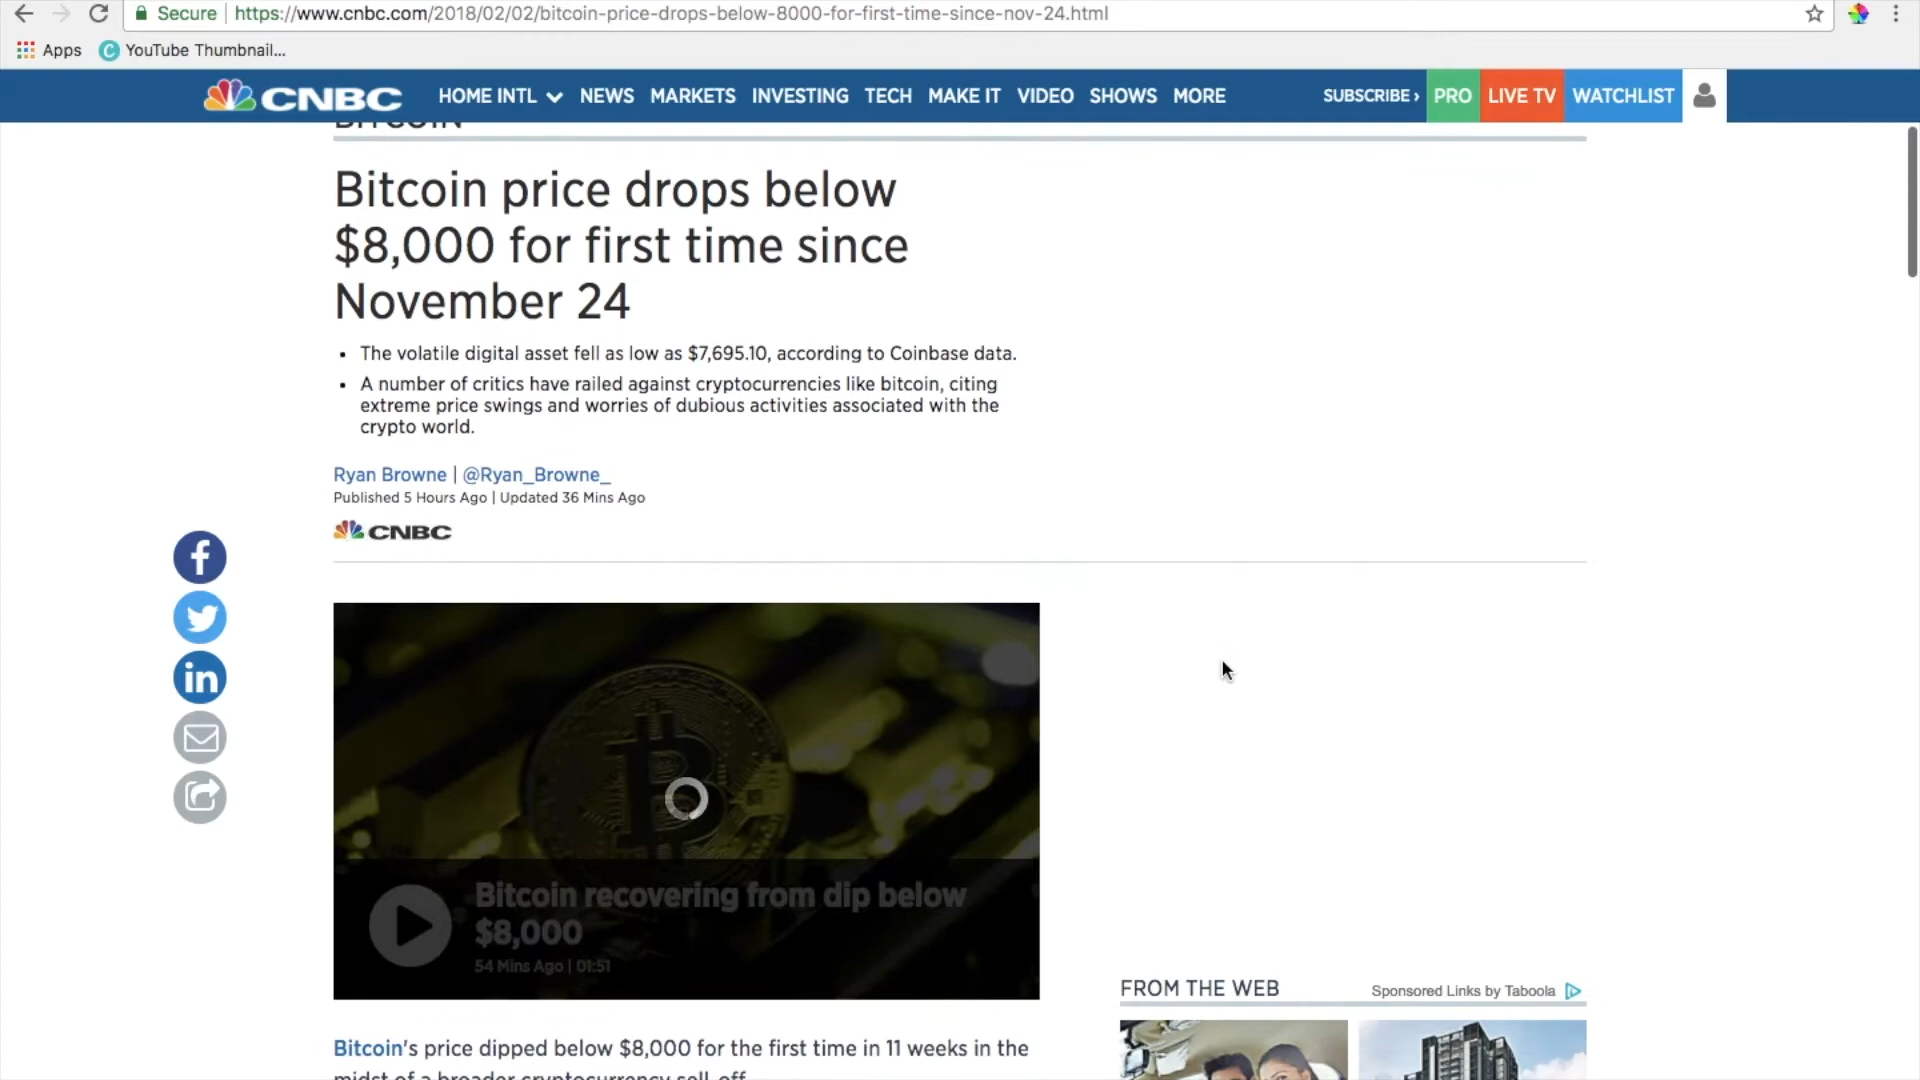 Secure https://www.cnbc.com/2018/02/02/bitcoin-price-drops-below-8000-for-first-time-since-nov-24.html
Apps YouTube Thumbnail...
CNBC HOME INTL NEWS MARKETS INVESTING TECH MAKE IT VIDEO SHOWS MORE SUBSCRIBE› PRO LIVE TV WATCHLIST
BITCOIN
Bitcoin price drops below
$8,000 for first time since
November 24
• The volatile digital asset fell as low as $7,695.10, according to Coinbase data.
• A number of critics have railed against cryptocurrencies like bitcoin, citing
extreme price swings and worries of dubious activities associated with the
crypto world.
Ryan Browne | @Ryan_Browne_
Published 5 Hours Ago | Updated 36 Mins Ago
CNBC
Bitcoin recovering from dip below
$8,000
54 Mins Ago | 01:51
FROM THE WEB Sponsored Links by Taboola
Bitcoin's price dipped below $8,000 for the first time in 11 weeks in the
midst of a broader cryptocurrency sell-off.